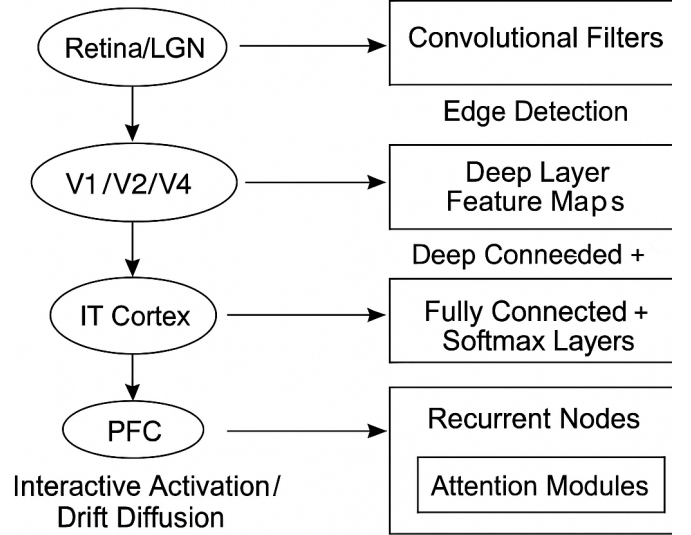 Retina/LGN
Convolutional Filters
Edge Detection
V1/V2/V4
Deep Layer
Feature Maps
Deep Conneeded +
IT Cortex
Fully Connected +
Softmax Layers
PFC
Recurrent Nodes
Attention Modules
Interactive Activation/
Drift Diffusion